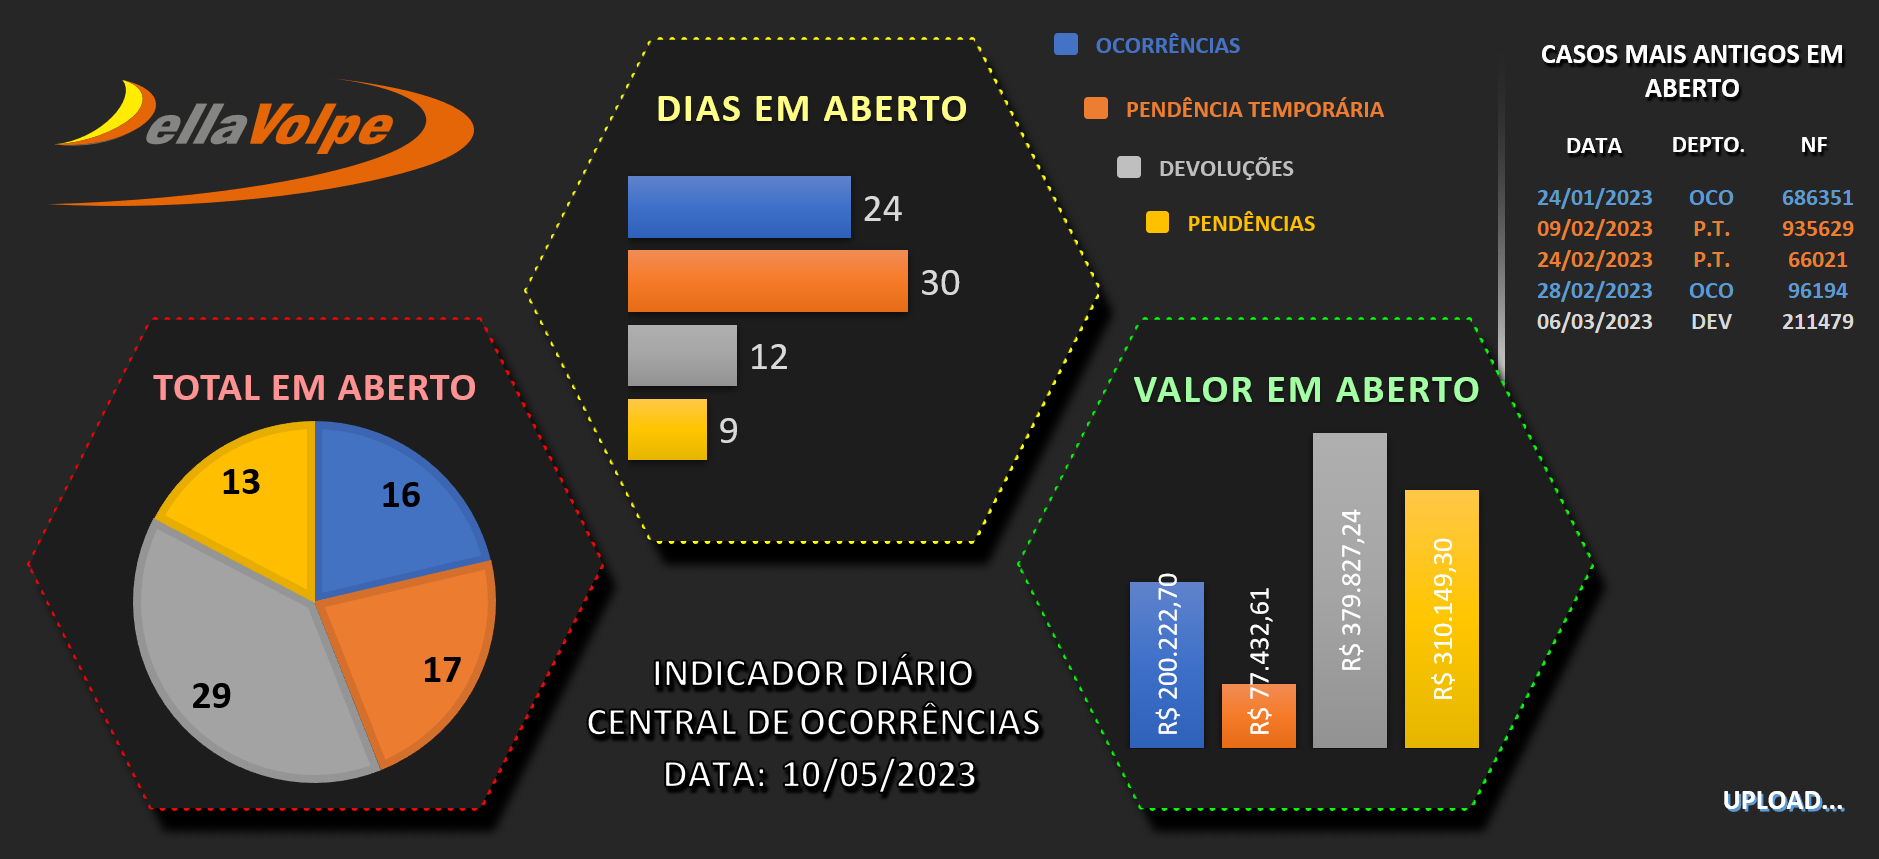 ellaVolpe
DIAS EM ABERTO
24
30
12
9
OCORRÊNCIAS
PENDÊNCIA TEMPORÁRIA
DEVOLUÇÕES
PENDÊNCIAS
CASOS MAIS ANTIGOS EM
ABERTO
DATA DEPTO. NF
24/01/2023 OCO 686351
09/02/2023 P.T. 935629
24/02/2023 P.T. 66021
28/02/2023 OCO 96194
06/03/2023 DEV 211479
TOTAL EM ABERTO
13
16
29
17
INDICADOR DIÁRIO
CENTRAL DE OCORRÊNCIAS
DATA: 10/05/2023
VALOR EM ABERTO
R$ 200.222,70
R$ 77.432,61
R$ 379.827,24
R$ 310.149,30
UPLOAD...